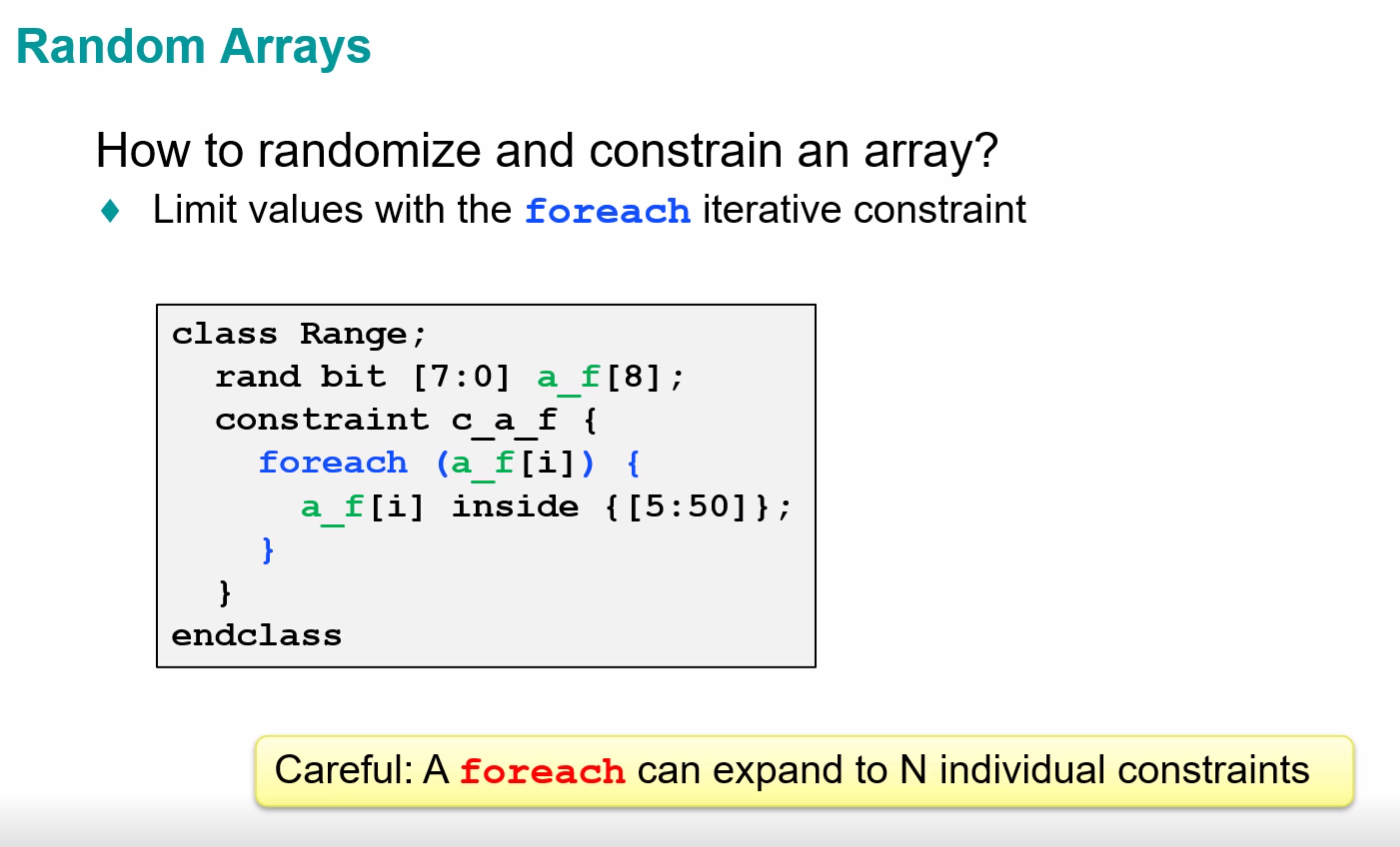 Random Arrays
How to randomize and constrain an array?
♦ Limit values with the foreach iterative constraint
class Range;
  rand bit [7:0] a_f[8];
  constraint c_a_f {
    foreach (a_f[i]) {
      a_f[i] inside {[5:50]};
    }
  }
endclass
Careful: A foreach can expand to N individual constraints